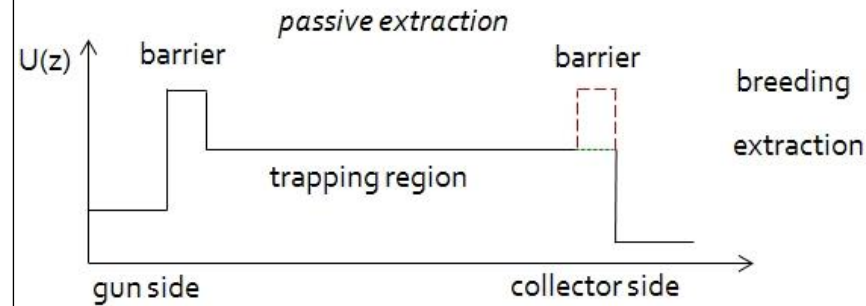 passive extraction
U(z)
barrier
barrier
breeding
extraction
trapping region
gun side
collector side